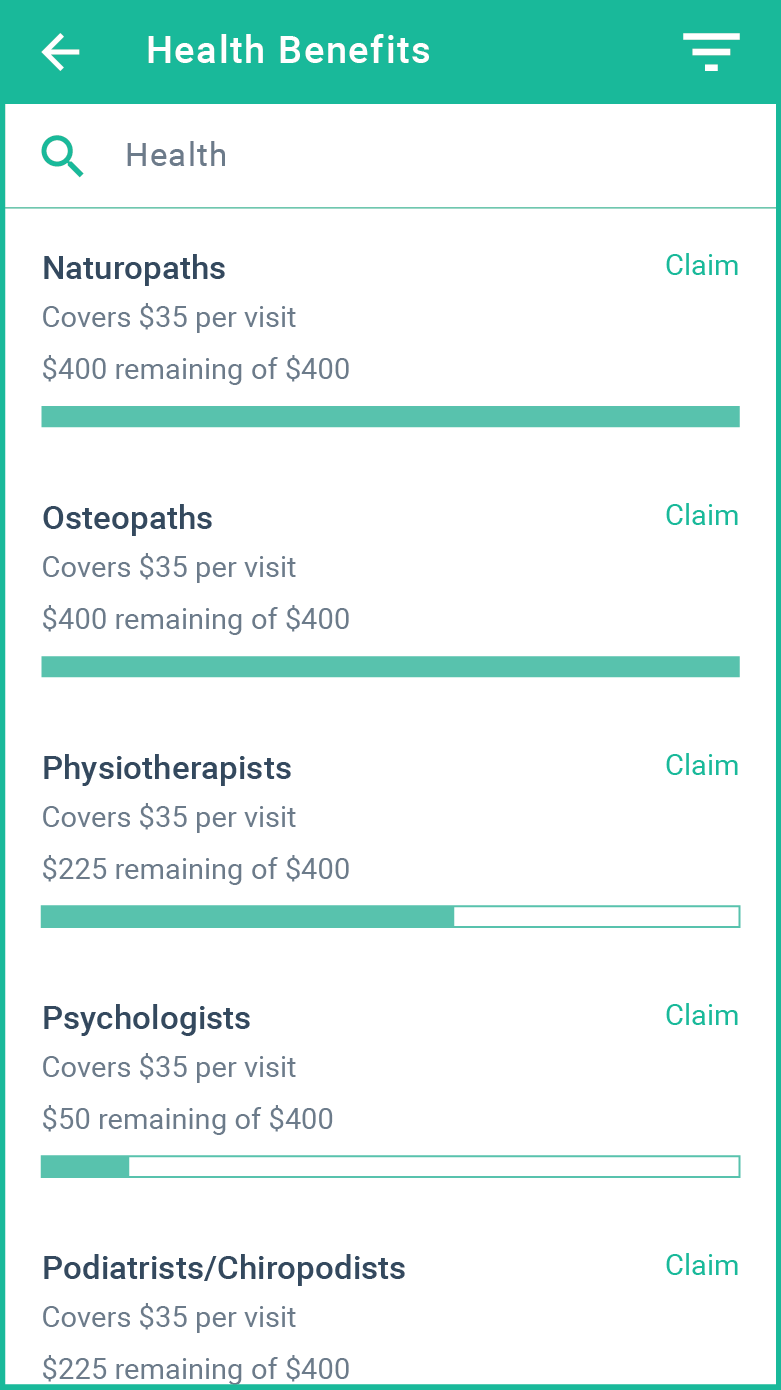 Health Benefits
Health
Naturopaths
Claim
Covers $35 per visit
$400 remaining of $400
Osteopaths
Claim
Covers $35 per visit
$400 remaining of $400
Physiotherapists
Claim
Covers $35 per visit
$225 remaining of $400
Psychologists
Claim
Covers $35 per visit
$50 remaining of $400
Podiatrists/Chiropodists
Claim
Covers $35 per visit
$225 remaining of $400